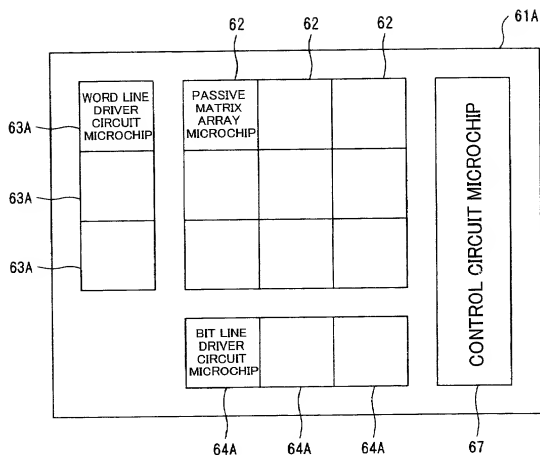 61A
62 62 62
WORD LINE
DRIVER
CIRCUIT
MICROCHIP
PASSIVE
MATRIX
ARRAY
MICROCHIP
63A
63A
63A
CONTROL CIRCUIT MICROCHIP
BIT LINE
DRIVER
CIRCUIT
MICROCHIP
64A 64A 64A 67